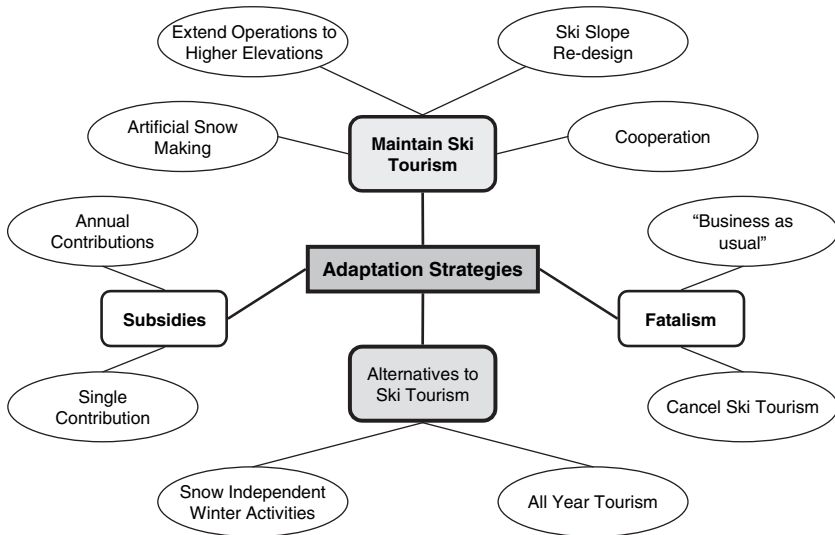 Extend Operations to
Higher Elevations
Ski Slope
Re-design
Artificial Snow
Making
Maintain Ski
Tourism
Cooperation
Annual
Contributions
“Business as
usual”
Adaptation Strategies
Subsidies
Fatalism
Alternatives to
Ski Tourism
Single
Contribution
Cancel Ski Tourism
Snow Independent
Winter Activities
All Year Tourism